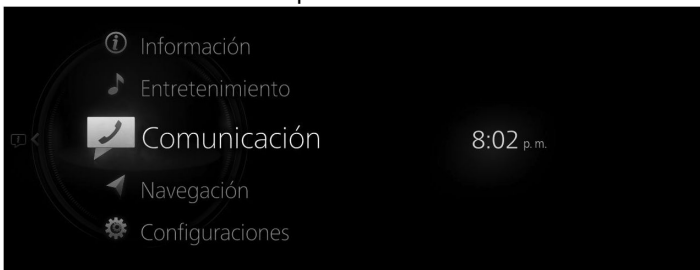 Información
Entretenimiento
Comunicación
8:02 p. m.
Navegación
Configuraciones